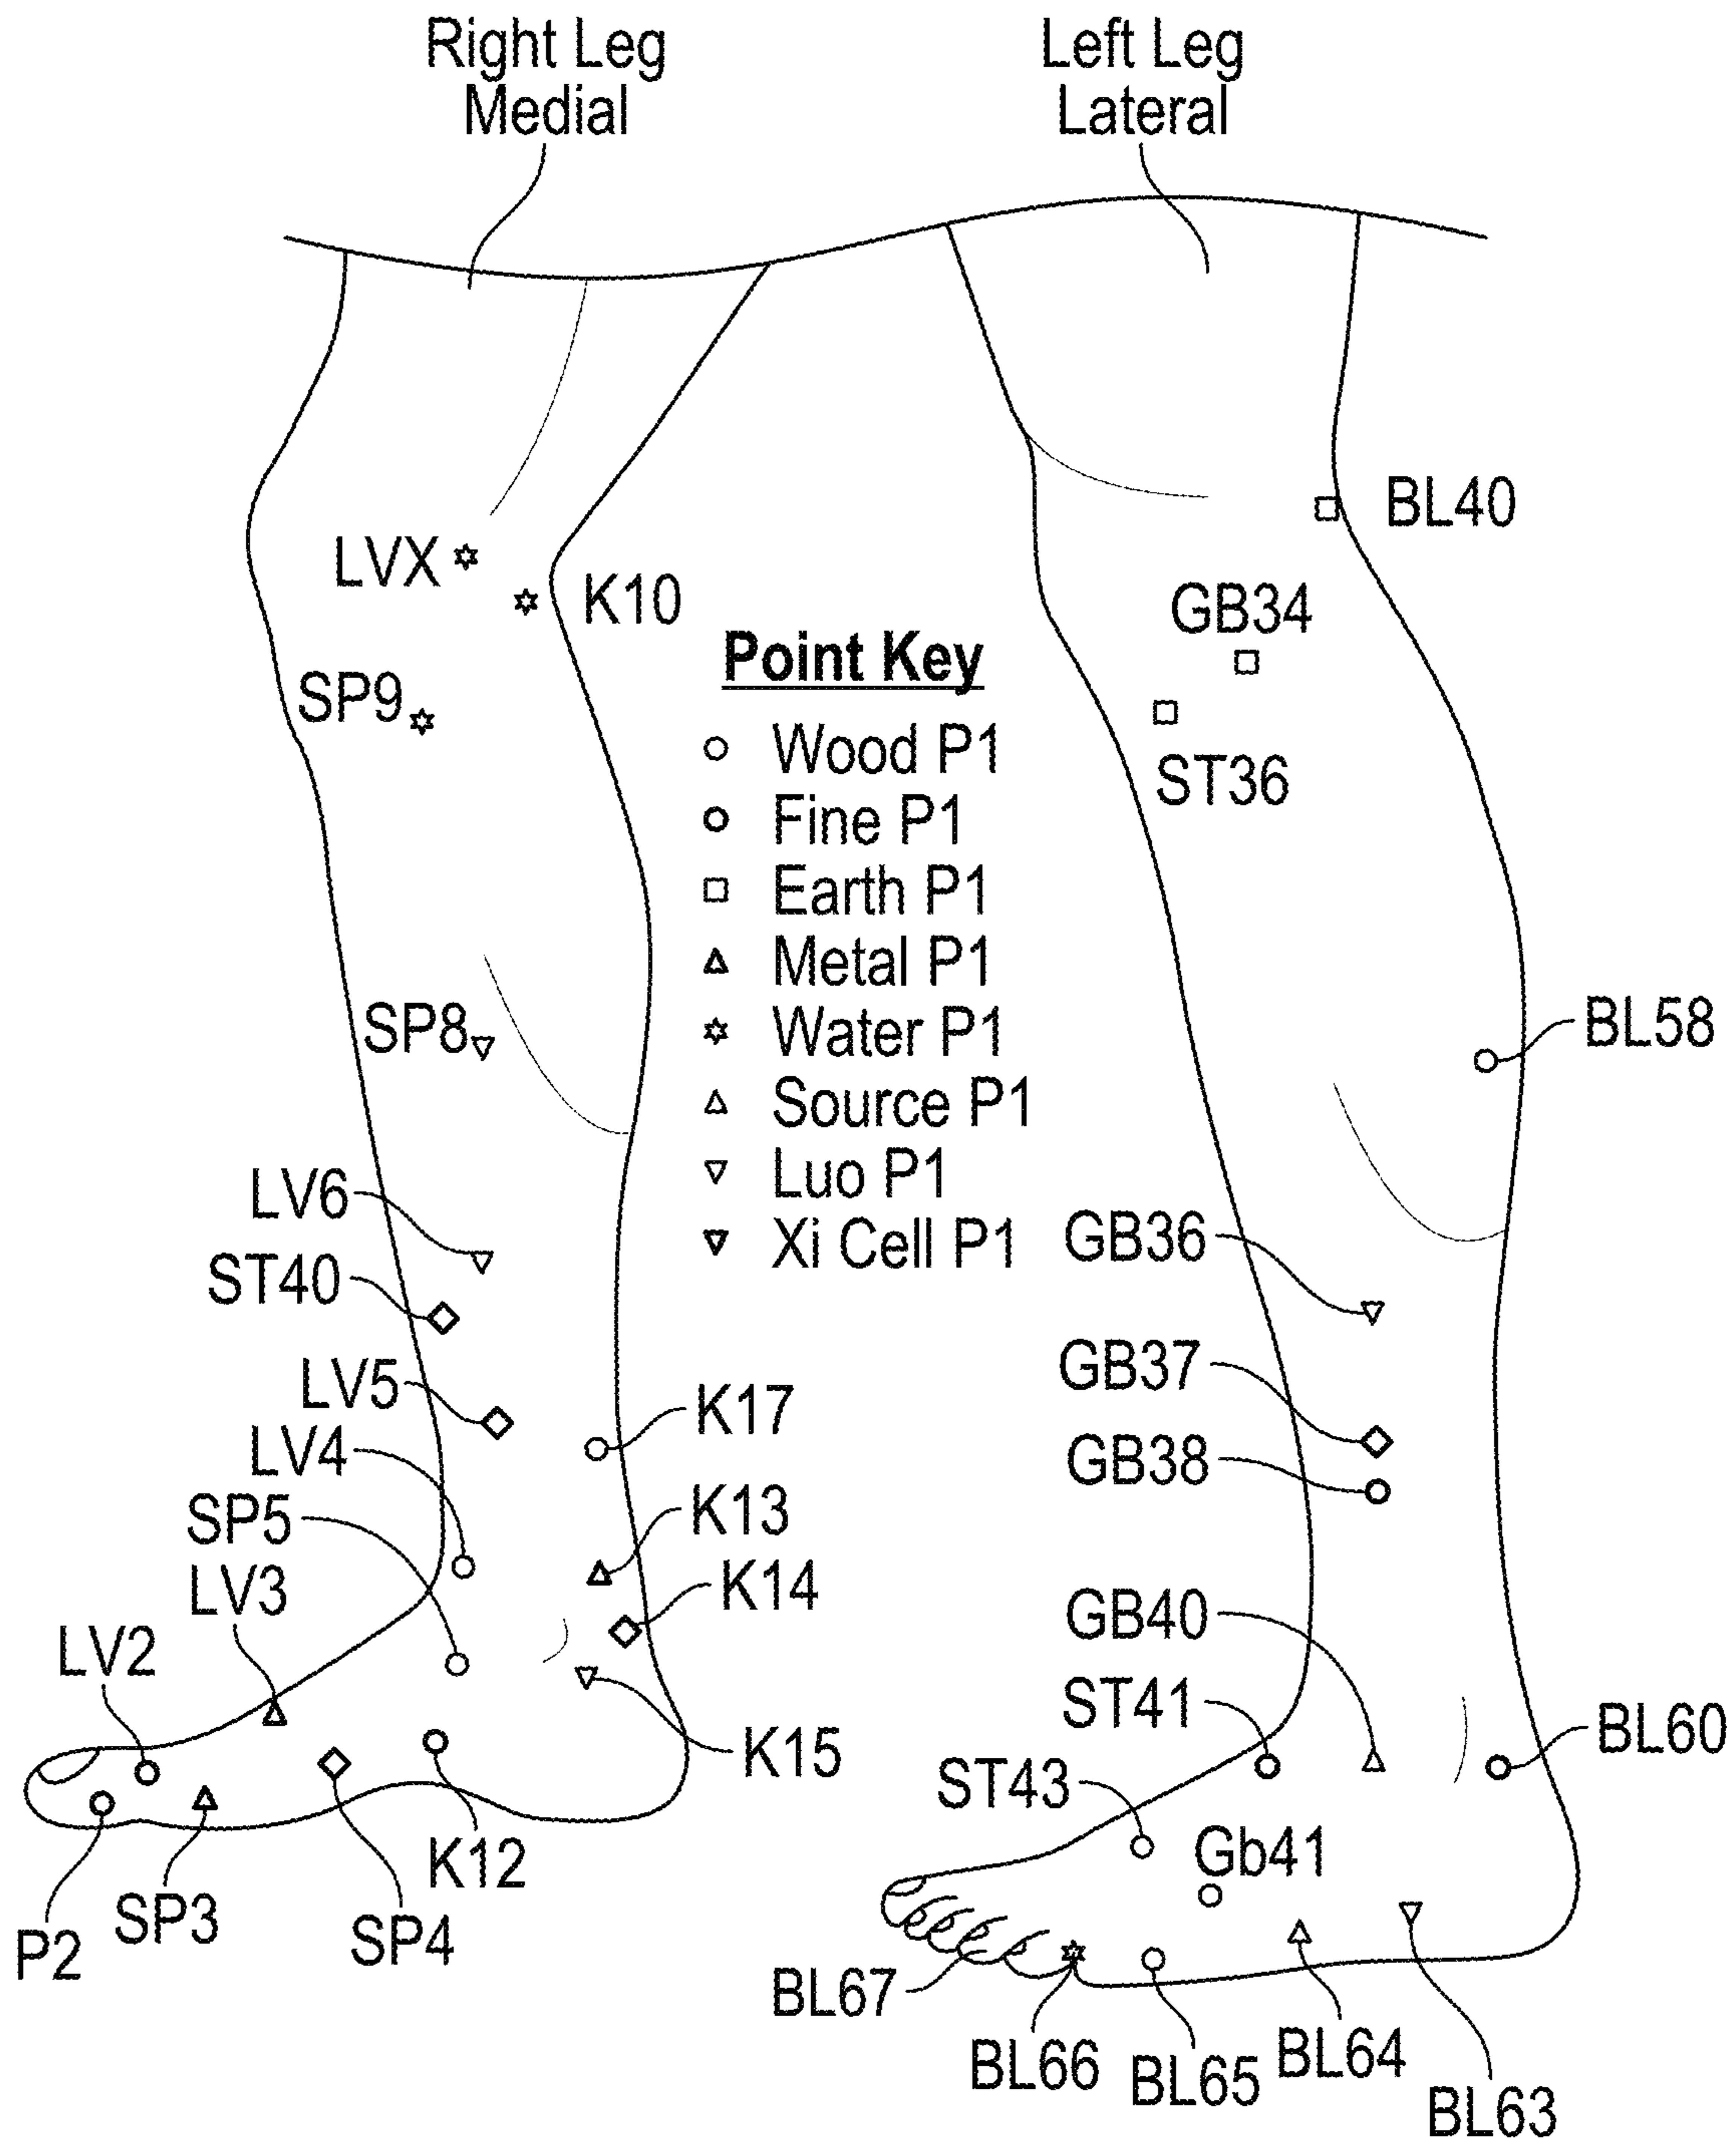 Right Leg
Medial
Left Leg
Lateral
LVX
K10
SP9
SP8
LV6
ST40
LV5
LV4
SP5
LV3
LV2
P2
SP3
SP4
K12
K17
K13
K14
K15
Point Key
Wood P1
Fine P1
Earth P1
Metal P1
Water P1
Source P1
Luo P1
Xi Cell P1
BL40
GB34
ST36
BL58
GB36
GB37
GB38
GB40
ST41
ST43
Gb41
BL60
BL67
BL66
BL65
BL64
BL63